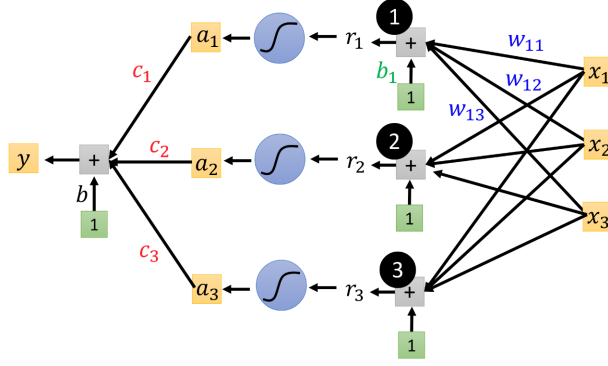 1
a₁
r₁
+
w₁₁
c₁
b₁
w₁₂
x₁
1
w₁₃
2
y
+
c₂
a₂
r₂
+
x₂
b
1
1
x₃
c₃
3
a₃
r₃
+
1